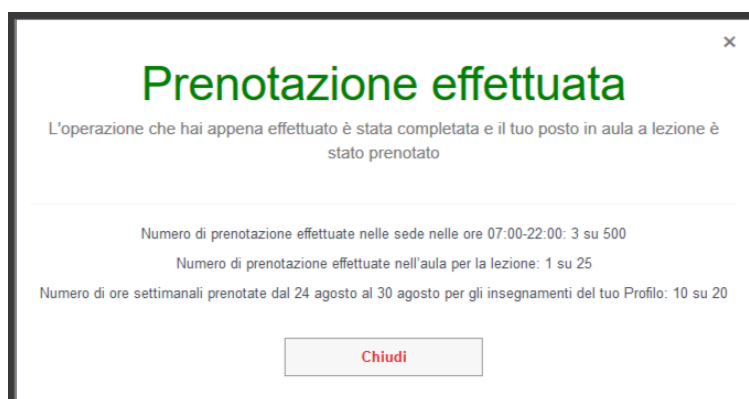 ×
Prenotazione effettuata
L'operazione che hai appena effettuato è stata completata e il tuo posto in aula a lezione è
stato prenotato
Numero di prenotazione effettuate nelle sede nelle ore 07:00-22:00: 3 su 500
Numero di prenotazione effettuate nell'aula per la lezione: 1 su 25
Numero di ore settimanali prenotate dal 24 agosto al 30 agosto per gli insegnamenti del tuo Profilo: 10 su 20
Chiudi